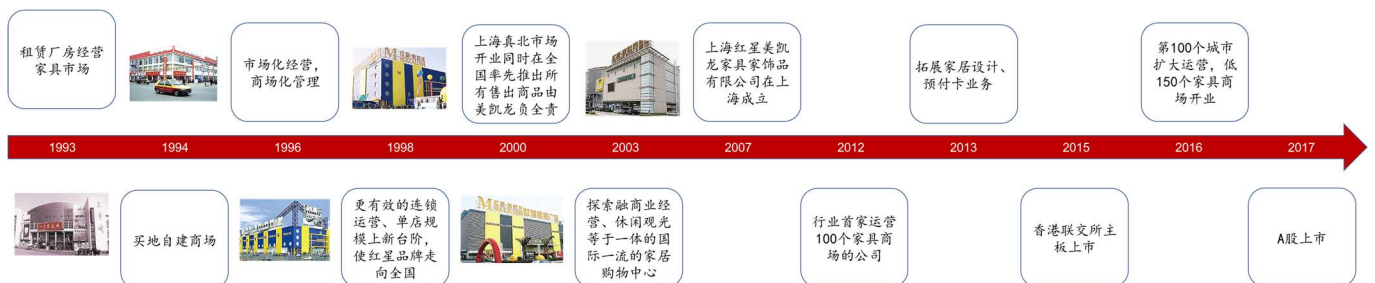 租赁厂房经营
家具市场
市场化经营，
商场化管理
上海真北市场
开业同时在全
国率先推出所
有售出商品由
美凯龙负全责
上海红星美凯
龙家具家饰品
有限公司在上
海成立
拓展家居设计、
预付卡业务
第100个城市
扩大运营，低
150个家具商
场开业
1993
1994
1996
1998
2000
2003
2007
2012
2013
2015
2016
2017
买地自建商场
更有效的连锁
运营、单店规
模上新台阶，
使红星品牌走
向全国
探索融商业经
营、休闲观光
等于一体的国
际一流的家居
购物中心
行业首家运营
100个家具商
场的公司
香港联交所主
板上市
A股上市